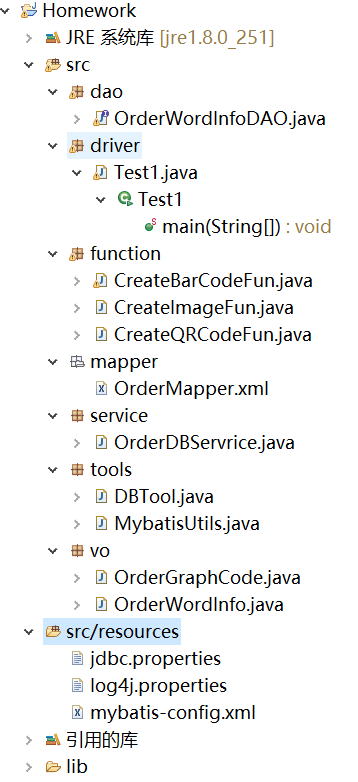 Homework
JRE 系统库 [jre1.8.0_251]
src
dao
OrderWordInfoDAO.java
driver
Test1.java
Test1
main(String[]) : void
function
CreateBarCodeFun.java
CreateImageFun.java
CreateQRCodeFun.java
mapper
OrderMapper.xml
service
OrderDBServrice.java
tools
DBTool.java
MybatisUtils.java
vo
OrderGraphCode.java
OrderWordInfo.java
src/resources
jdbc.properties
log4j.properties
mybatis-config.xml
引用的库
lib